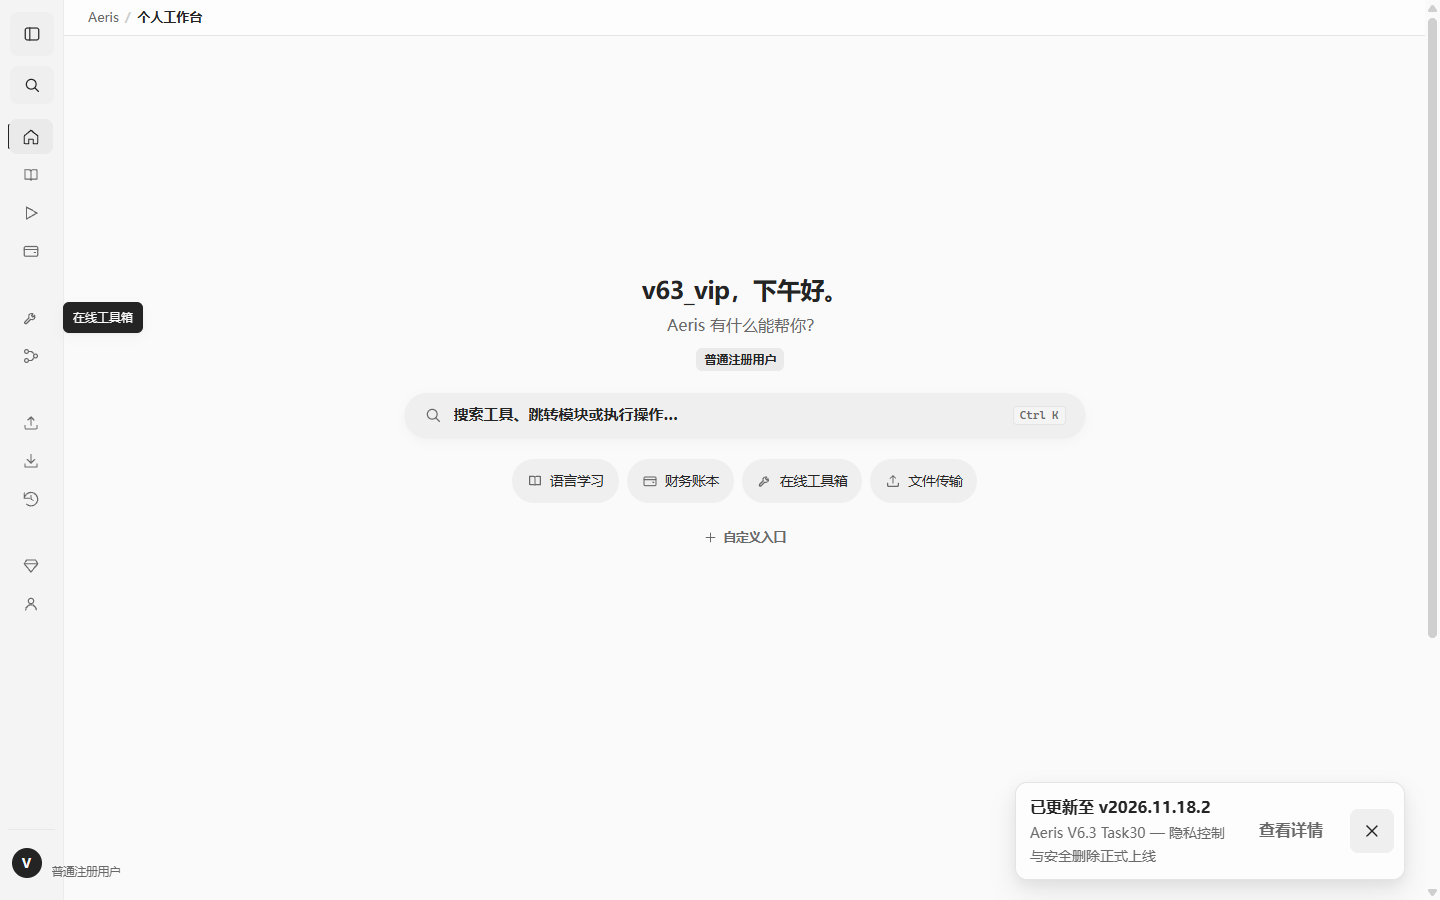 Aeris / 个人工作台
在线工具箱
v63_vip，下午好。
Aeris 有什么能帮你？
普通注册用户
搜索工具、跳转模块或执行操作...
Ctrl K
语言学习
财务账本
在线工具箱
文件传输
自定义入口
已更新至 v2026.11.18.2
Aeris V6.3 Task30 — 隐私控制
与安全删除正式上线
查看详情
V
普通注册用户